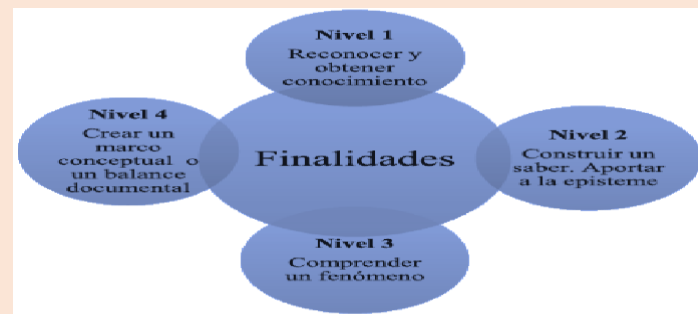 Nivel 1
Reconocer y
obtener
conocimiento
Nivel 4
Crear un
marco
conceptual o
un balance
documental
Finalidades
Nivel 2
Construir un
saber. Aportar
a la episteme
Nivel 3
Comprender
un fenómeno